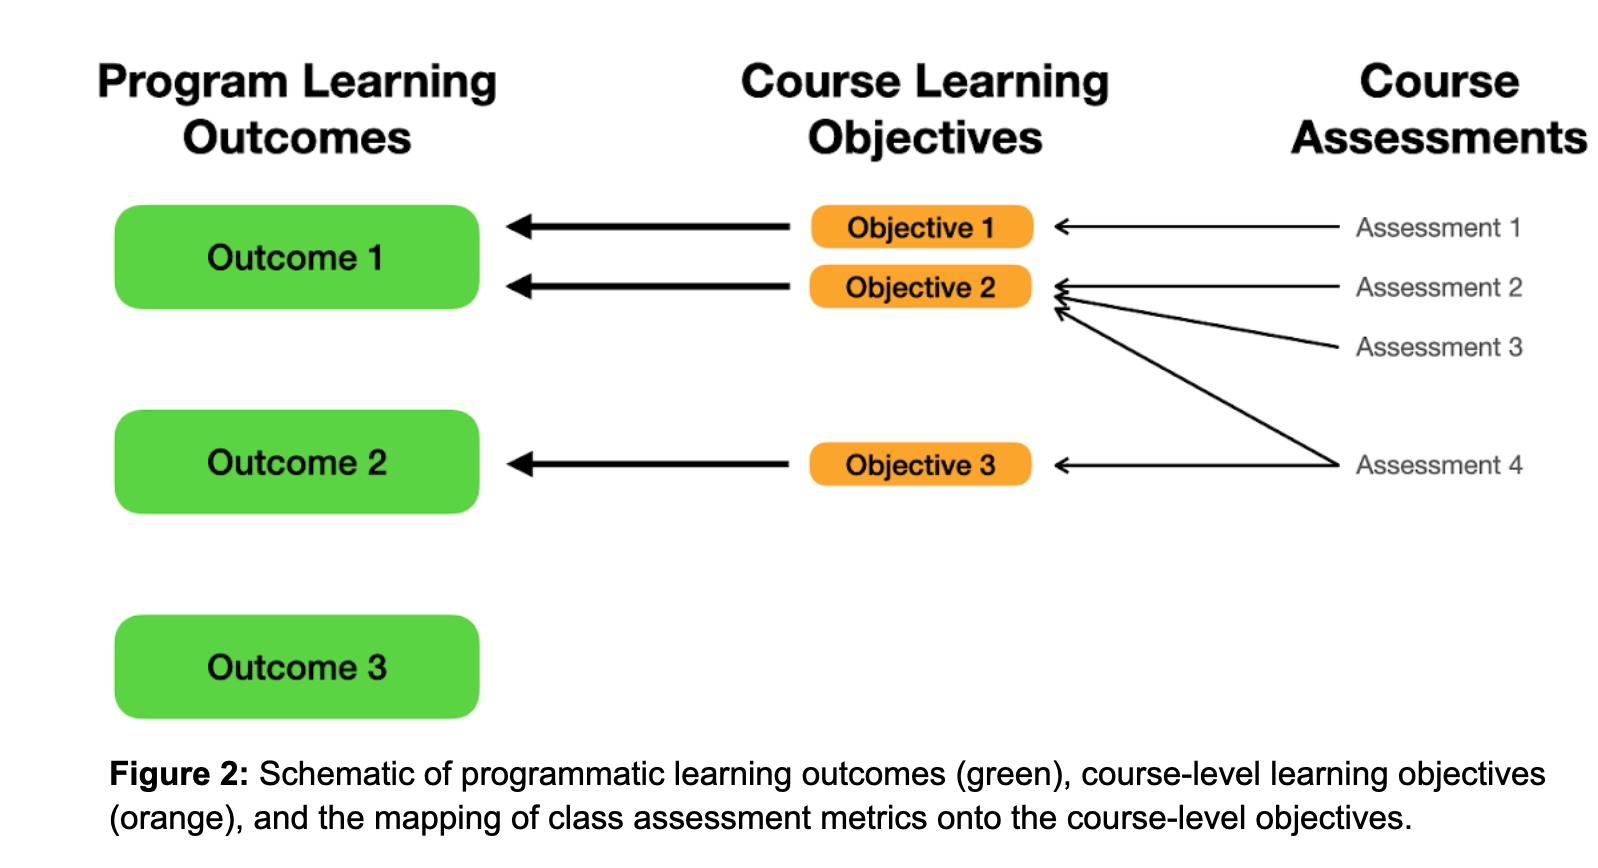 Program Learning
Outcomes
Course Learning
Objectives
Course
Assessments
Outcome 1
Objective 1
Assessment 1
Objective 2
Assessment 2
Assessment 3
Outcome 2
Objective 3
Assessment 4
Outcome 3
Figure 2: Schematic of programmatic learning outcomes (green), course-level learning objectives
(orange), and the mapping of class assessment metrics onto the course-level objectives.